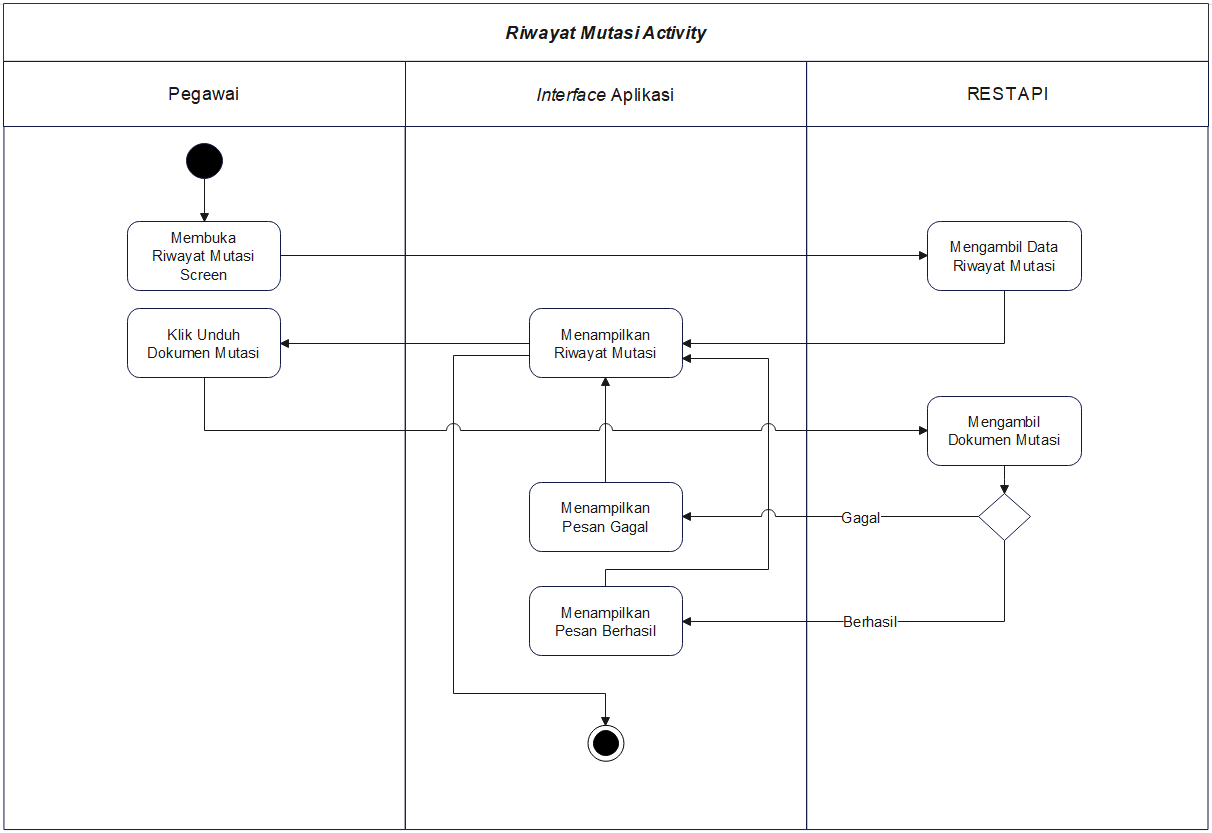 Riwayat Mutasi Activity
Pegawai
Interface Aplikasi
RESTAPI
Membuka
Riwayat Mutasi
Screen
Mengambil Data
Riwayat Mutasi
Klik Unduh
Dokumen Mutasi
Menampilkan
Riwayat Mutasi
Mengambil
Dokumen Mutasi
Menampilkan
Pesan Gagal
Gagal
Menampilkan
Pesan Berhasil
Berhasil